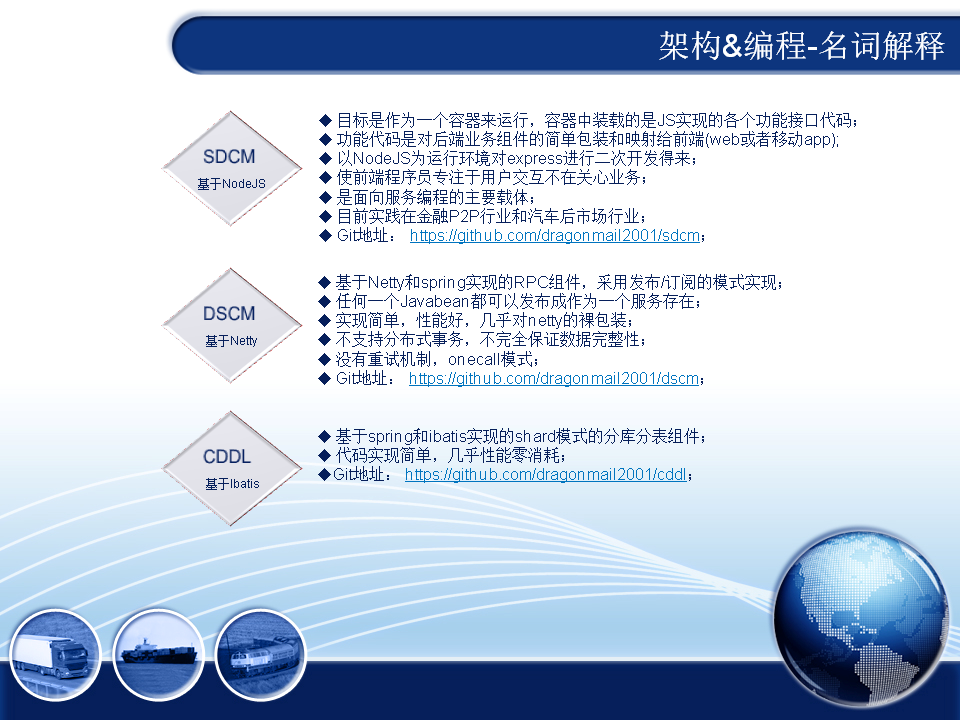 架构&编程-名词解释
SDCM
基于NodeJS
◆ 目标是作为一个容器来运行，容器中装载的是JS实现的各个功能接口代码；
◆ 功能代码是对后端业务组件的简单包装和映射给前端(web或者移动app);
◆ 以NodeJS为运行环境对express进行二次开发得来；
◆ 使前端程序员专注于用户交互不在关心业务；
◆ 是面向服务编程的主要载体；
◆ 目前实践在金融P2P行业和汽车后市场行业；
◆ Git地址： https://github.com/dragonmail2001/sdcm；
DSCM
基于Netty
◆ 基于Netty和spring实现的RPC组件，采用发布/订阅的模式实现；
◆ 任何一个Javabean都可以发布成作为一个服务存在；
◆ 实现简单，性能好，几乎对netty的裸包装；
◆ 不支持分布式事务，不完全保证数据完整性；
◆ 没有重试机制，onecall模式；
◆ Git地址： https://github.com/dragonmail2001/dscm；
CDDL
基于Ibatis
◆ 基于spring和ibatis实现的shard模式的分库分表组件；
◆ 代码实现简单，几乎性能零消耗；
◆Git地址： https://github.com/dragonmail2001/cddl；